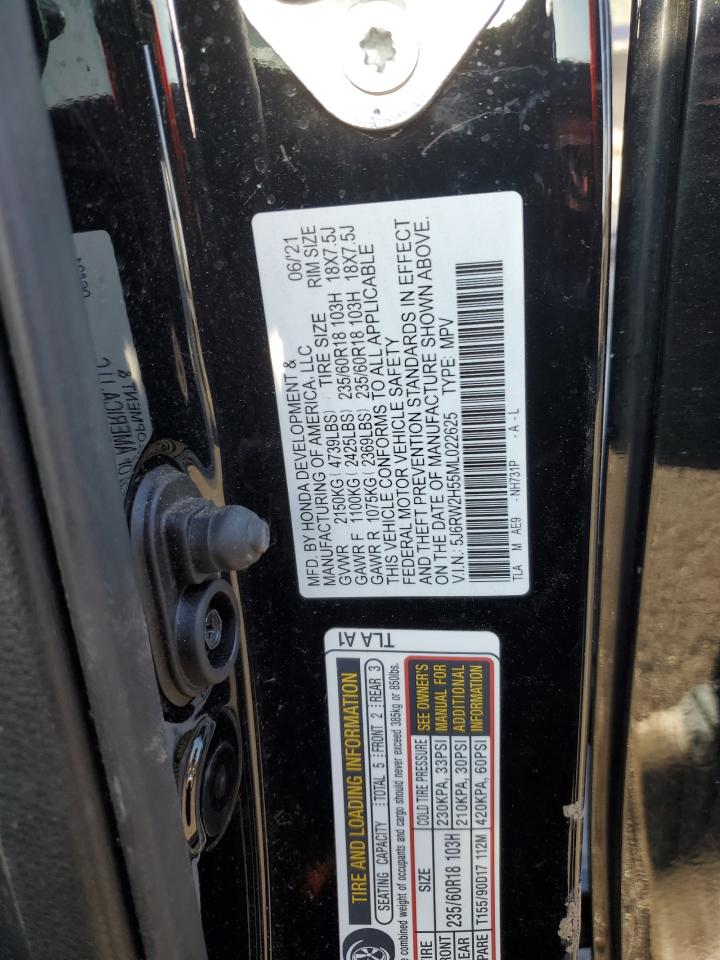 MFD. BY HONDA DEVELOPMENT & 06/'21
MANUFACTURING OF AMERICA, LLC
TIRE SIZE RIM SIZE
GVWR 2150KG ( 4739LBS)
GAWR F 1100KG ( 2425LBS) 235/60R18 103H 18X7.5J
GAWR R 1075KG ( 2369LBS) 235/60R18 103H 18X7.5J
THIS VEHICLE CONFORMS TO ALL APPLICABLE
FEDERAL MOTOR VEHICLE SAFETY
AND THEFT PREVENTION STANDARDS IN EFFECT
ON THE DATE OF MANUFACTURE SHOWN ABOVE.
V.I.N.: 5J6RW2H55ML022625 TYPE: MPV
TLA M AE9 -NH731P -A-L
TLA A1
TIRE AND LOADING INFORMATION
SEATING CAPACITY TOTAL 5 FRONT 2 REAR 3
combined weight of occupants and cargo should never exceed 385kg or 850lbs.
SIZE COLD TIRE PRESSURE
235/60R18 103H 230KPA, 33PSI
210KPA, 30PSI
T155/90D17 112M 420KPA, 60PSI
SEE OWNER'S
MANUAL FOR
ADDITIONAL
INFORMATION
OPMENT &
AMERICA, LLC